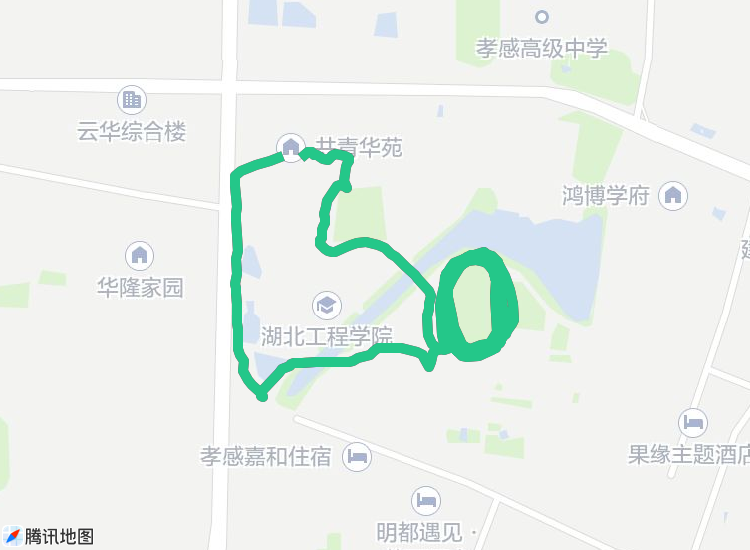 孝感高级中学
云华综合楼
共青华苑
鸿博学府
华隆家园
湖北工程学院
孝感嘉和住宿
果缘主题酒店
明都遇见·
腾讯地图